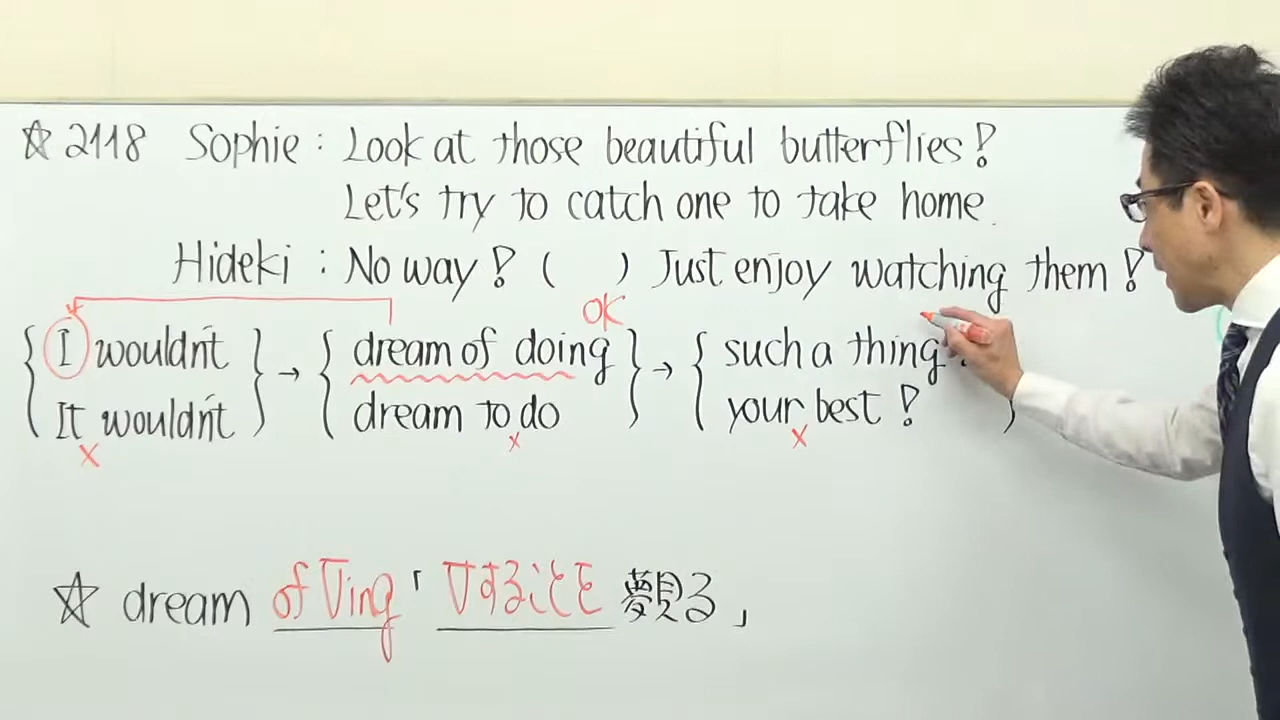 ☆2118 Sophie : Look at those beautiful butterflies!
Let's try to catch one to take home.
Hideki : No way! ( ) Just enjoy watching them!
OK
{ I wouldn't } → { dream of doing } → { such a thing
{ It wouldn't } { dream to do } { your best! )
× × ×
☆ dream of Ving 「Vすることを夢見る」